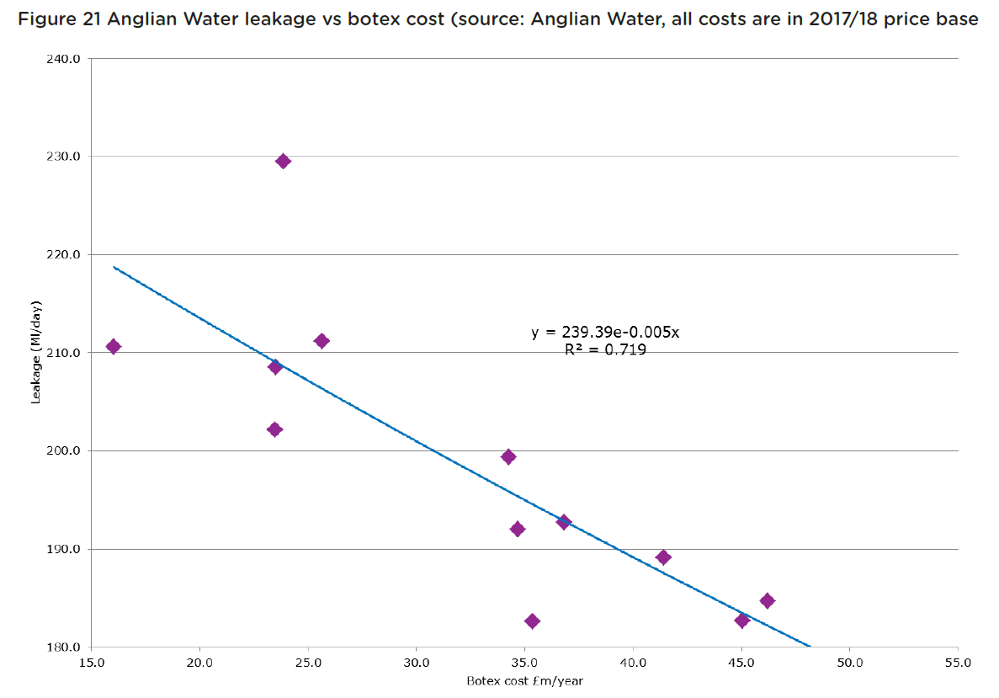 Figure 21 Anglian Water leakage vs botex cost (source: Anglian Water, all costs are in 2017/18 price base
240.0
230.0
220.0
210.0
200.0
190.0
180.0
Leakage (Ml/day)
y = 239.39e-0.005x
R² = 0.719
15.0 20.0 25.0 30.0 35.0 40.0 45.0 50.0 55.0
Botex cost £m/year